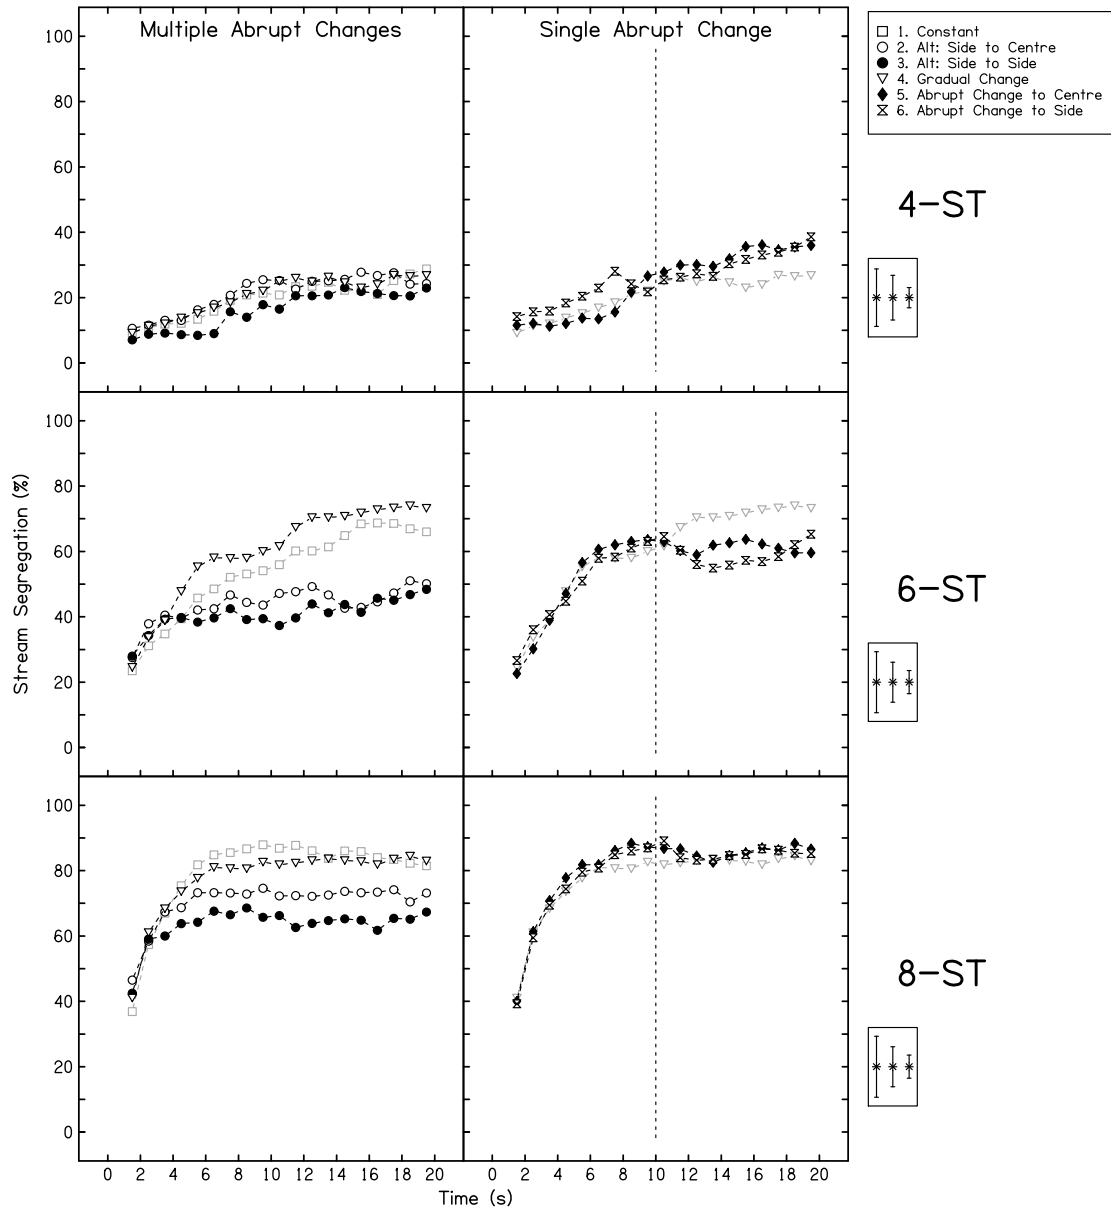 Multiple Abrupt Changes
Single Abrupt Change
1. Constant
2. Alt: Side to Centre
3. Alt: Side to Side
4. Gradual Change
5. Abrupt Change to Centre
6. Abrupt Change to Side
100
80
60
40
20
0
4-ST
100
80
60
40
20
0
6-ST
Stream Segregation (%)
100
80
60
40
20
0
8-ST
0 2 4 6 8 10 12 14 16 18 20
0 2 4 6 8 10 12 14 16 18 20
Time (s)